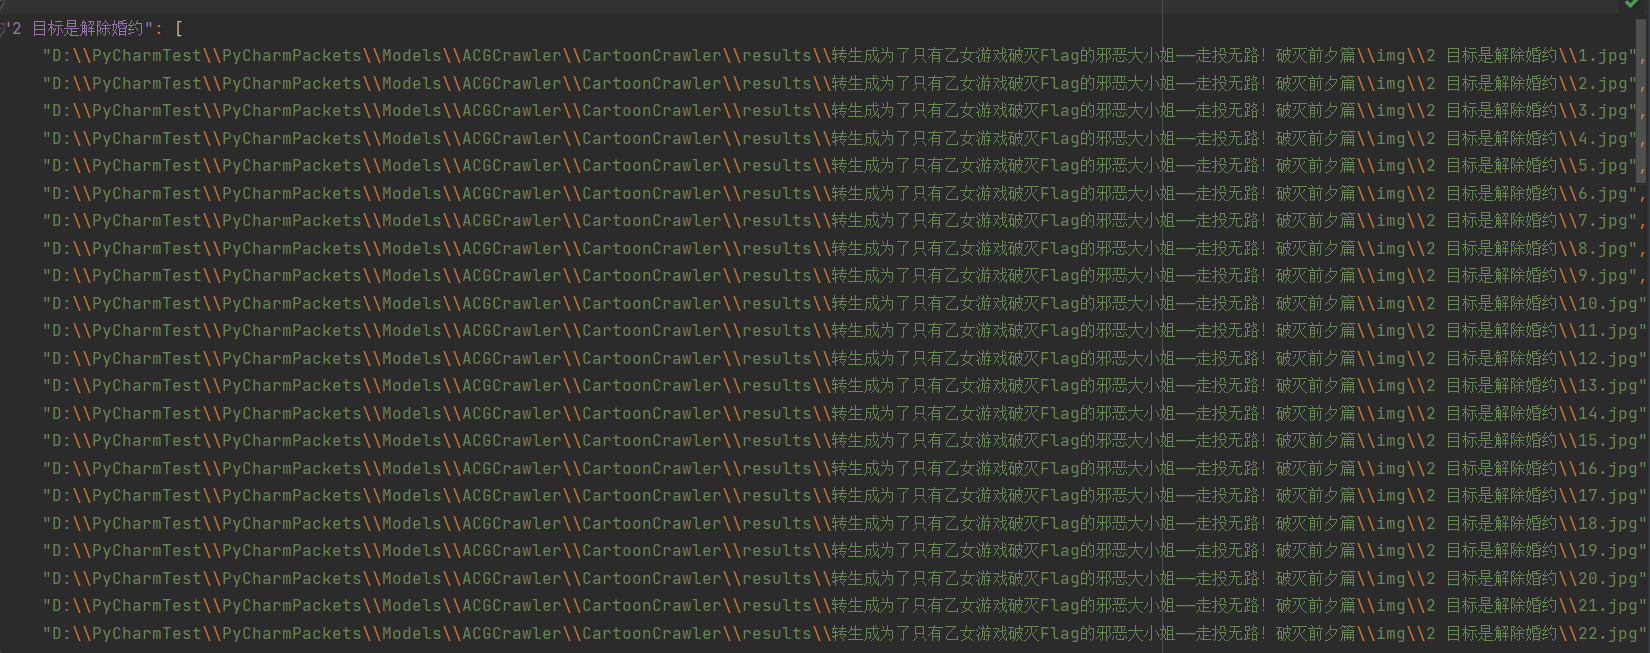 '2 目标是解除婚约": [
"D:\\PyCharmTest\\PyCharmPackets\\Models\\ACGCrawler\\CartoonCrawler\\results\\转生成为了只有乙女游戏破灭Flag的邪恶大小姐——走投无路！破灭前夕篇\\img\\2 目标是解除婚约\\1.jpg",
"D:\\PyCharmTest\\PyCharmPackets\\Models\\ACGCrawler\\CartoonCrawler\\results\\转生成为了只有乙女游戏破灭Flag的邪恶大小姐——走投无路！破灭前夕篇\\img\\2 目标是解除婚约\\2.jpg",
"D:\\PyCharmTest\\PyCharmPackets\\Models\\ACGCrawler\\CartoonCrawler\\results\\转生成为了只有乙女游戏破灭Flag的邪恶大小姐——走投无路！破灭前夕篇\\img\\2 目标是解除婚约\\3.jpg",
"D:\\PyCharmTest\\PyCharmPackets\\Models\\ACGCrawler\\CartoonCrawler\\results\\转生成为了只有乙女游戏破灭Flag的邪恶大小姐——走投无路！破灭前夕篇\\img\\2 目标是解除婚约\\4.jpg",
"D:\\PyCharmTest\\PyCharmPackets\\Models\\ACGCrawler\\CartoonCrawler\\results\\转生成为了只有乙女游戏破灭Flag的邪恶大小姐——走投无路！破灭前夕篇\\img\\2 目标是解除婚约\\5.jpg",
"D:\\PyCharmTest\\PyCharmPackets\\Models\\ACGCrawler\\CartoonCrawler\\results\\转生成为了只有乙女游戏破灭Flag的邪恶大小姐——走投无路！破灭前夕篇\\img\\2 目标是解除婚约\\6.jpg",
"D:\\PyCharmTest\\PyCharmPackets\\Models\\ACGCrawler\\CartoonCrawler\\results\\转生成为了只有乙女游戏破灭Flag的邪恶大小姐——走投无路！破灭前夕篇\\img\\2 目标是解除婚约\\7.jpg",
"D:\\PyCharmTest\\PyCharmPackets\\Models\\ACGCrawler\\CartoonCrawler\\results\\转生成为了只有乙女游戏破灭Flag的邪恶大小姐——走投无路！破灭前夕篇\\img\\2 目标是解除婚约\\8.jpg",
"D:\\PyCharmTest\\PyCharmPackets\\Models\\ACGCrawler\\CartoonCrawler\\results\\转生成为了只有乙女游戏破灭Flag的邪恶大小姐——走投无路！破灭前夕篇\\img\\2 目标是解除婚约\\9.jpg",
"D:\\PyCharmTest\\PyCharmPackets\\Models\\ACGCrawler\\CartoonCrawler\\results\\转生成为了只有乙女游戏破灭Flag的邪恶大小姐——走投无路！破灭前夕篇\\img\\2 目标是解除婚约\\10.jpg"
"D:\\PyCharmTest\\PyCharmPackets\\Models\\ACGCrawler\\CartoonCrawler\\results\\转生成为了只有乙女游戏破灭Flag的邪恶大小姐——走投无路！破灭前夕篇\\img\\2 目标是解除婚约\\11.jpg"
"D:\\PyCharmTest\\PyCharmPackets\\Models\\ACGCrawler\\CartoonCrawler\\results\\转生成为了只有乙女游戏破灭Flag的邪恶大小姐——走投无路！破灭前夕篇\\img\\2 目标是解除婚约\\12.jpg"
"D:\\PyCharmTest\\PyCharmPackets\\Models\\ACGCrawler\\CartoonCrawler\\results\\转生成为了只有乙女游戏破灭Flag的邪恶大小姐——走投无路！破灭前夕篇\\img\\2 目标是解除婚约\\13.jpg"
"D:\\PyCharmTest\\PyCharmPackets\\Models\\ACGCrawler\\CartoonCrawler\\results\\转生成为了只有乙女游戏破灭Flag的邪恶大小姐——走投无路！破灭前夕篇\\img\\2 目标是解除婚约\\14.jpg"
"D:\\PyCharmTest\\PyCharmPackets\\Models\\ACGCrawler\\CartoonCrawler\\results\\转生成为了只有乙女游戏破灭Flag的邪恶大小姐——走投无路！破灭前夕篇\\img\\2 目标是解除婚约\\15.jpg"
"D:\\PyCharmTest\\PyCharmPackets\\Models\\ACGCrawler\\CartoonCrawler\\results\\转生成为了只有乙女游戏破灭Flag的邪恶大小姐——走投无路！破灭前夕篇\\img\\2 目标是解除婚约\\16.jpg"
"D:\\PyCharmTest\\PyCharmPackets\\Models\\ACGCrawler\\CartoonCrawler\\results\\转生成为了只有乙女游戏破灭Flag的邪恶大小姐——走投无路！破灭前夕篇\\img\\2 目标是解除婚约\\17.jpg"
"D:\\PyCharmTest\\PyCharmPackets\\Models\\ACGCrawler\\CartoonCrawler\\results\\转生成为了只有乙女游戏破灭Flag的邪恶大小姐——走投无路！破灭前夕篇\\img\\2 目标是解除婚约\\18.jpg"
"D:\\PyCharmTest\\PyCharmPackets\\Models\\ACGCrawler\\CartoonCrawler\\results\\转生成为了只有乙女游戏破灭Flag的邪恶大小姐——走投无路！破灭前夕篇\\img\\2 目标是解除婚约\\19.jpg"
"D:\\PyCharmTest\\PyCharmPackets\\Models\\ACGCrawler\\CartoonCrawler\\results\\转生成为了只有乙女游戏破灭Flag的邪恶大小姐——走投无路！破灭前夕篇\\img\\2 目标是解除婚约\\20.jpg"
"D:\\PyCharmTest\\PyCharmPackets\\Models\\ACGCrawler\\CartoonCrawler\\results\\转生成为了只有乙女游戏破灭Flag的邪恶大小姐——走投无路！破灭前夕篇\\img\\2 目标是解除婚约\\21.jpg"
"D:\\PyCharmTest\\PyCharmPackets\\Models\\ACGCrawler\\CartoonCrawler\\results\\转生成为了只有乙女游戏破灭Flag的邪恶大小姐——走投无路！破灭前夕篇\\img\\2 目标是解除婚约\\22.jpg"